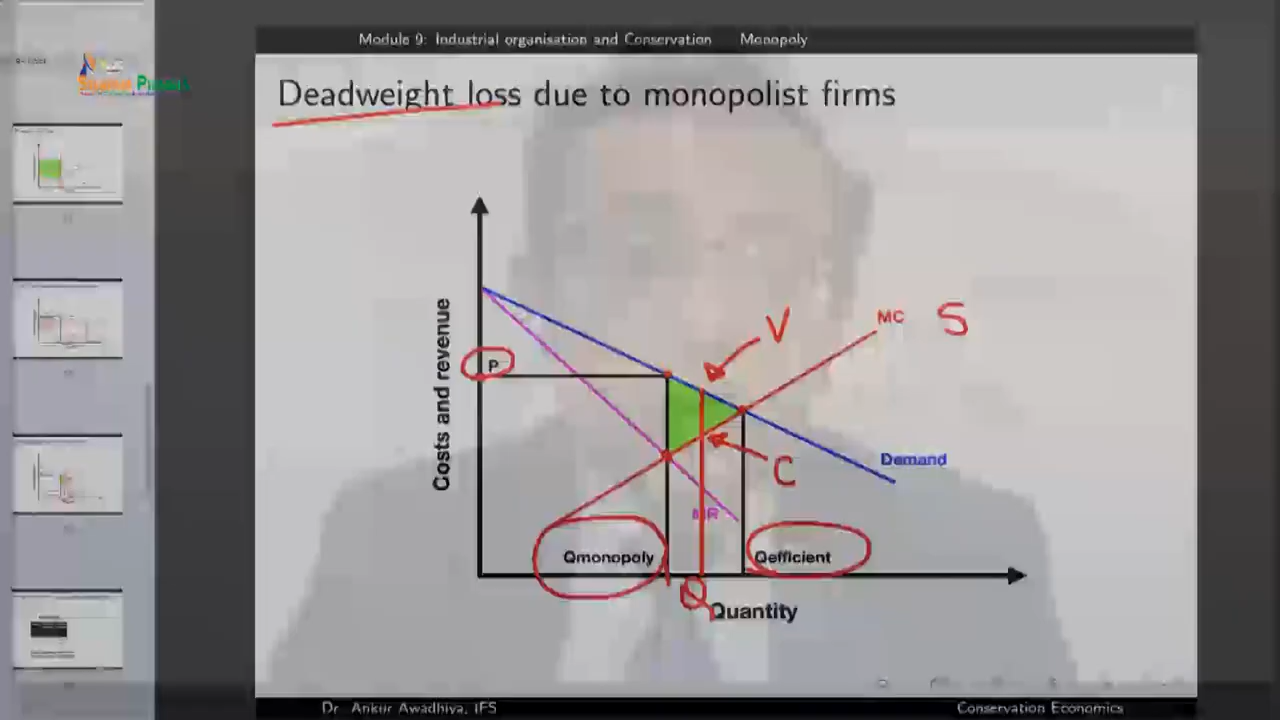 Module 9: Industrial organisation and Conservation Monopoly
Deadweight loss due to monopolist firms
Costs and revenue
P
V
MC S
C
Demand
MR
Qmonopoly
Qefficient
Q
Quantity
Dr. Ankur Awadhiya, IFS Conservation Economics